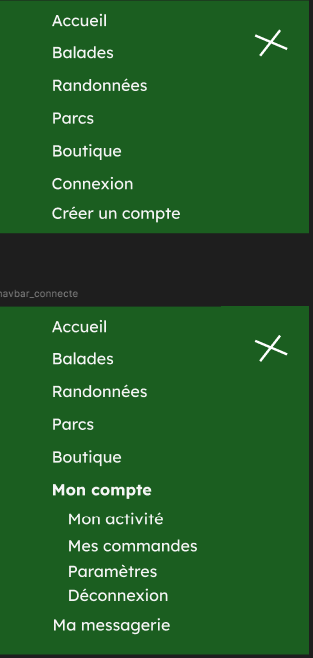 Accueil
Balades
Randonnées
Parcs
Boutique
Connexion
Créer un compte
navbar_connecte
Accueil
Balades
Randonnées
Parcs
Boutique
Mon compte
Mon activité
Mes commandes
Paramètres
Déconnexion
Ma messagerie